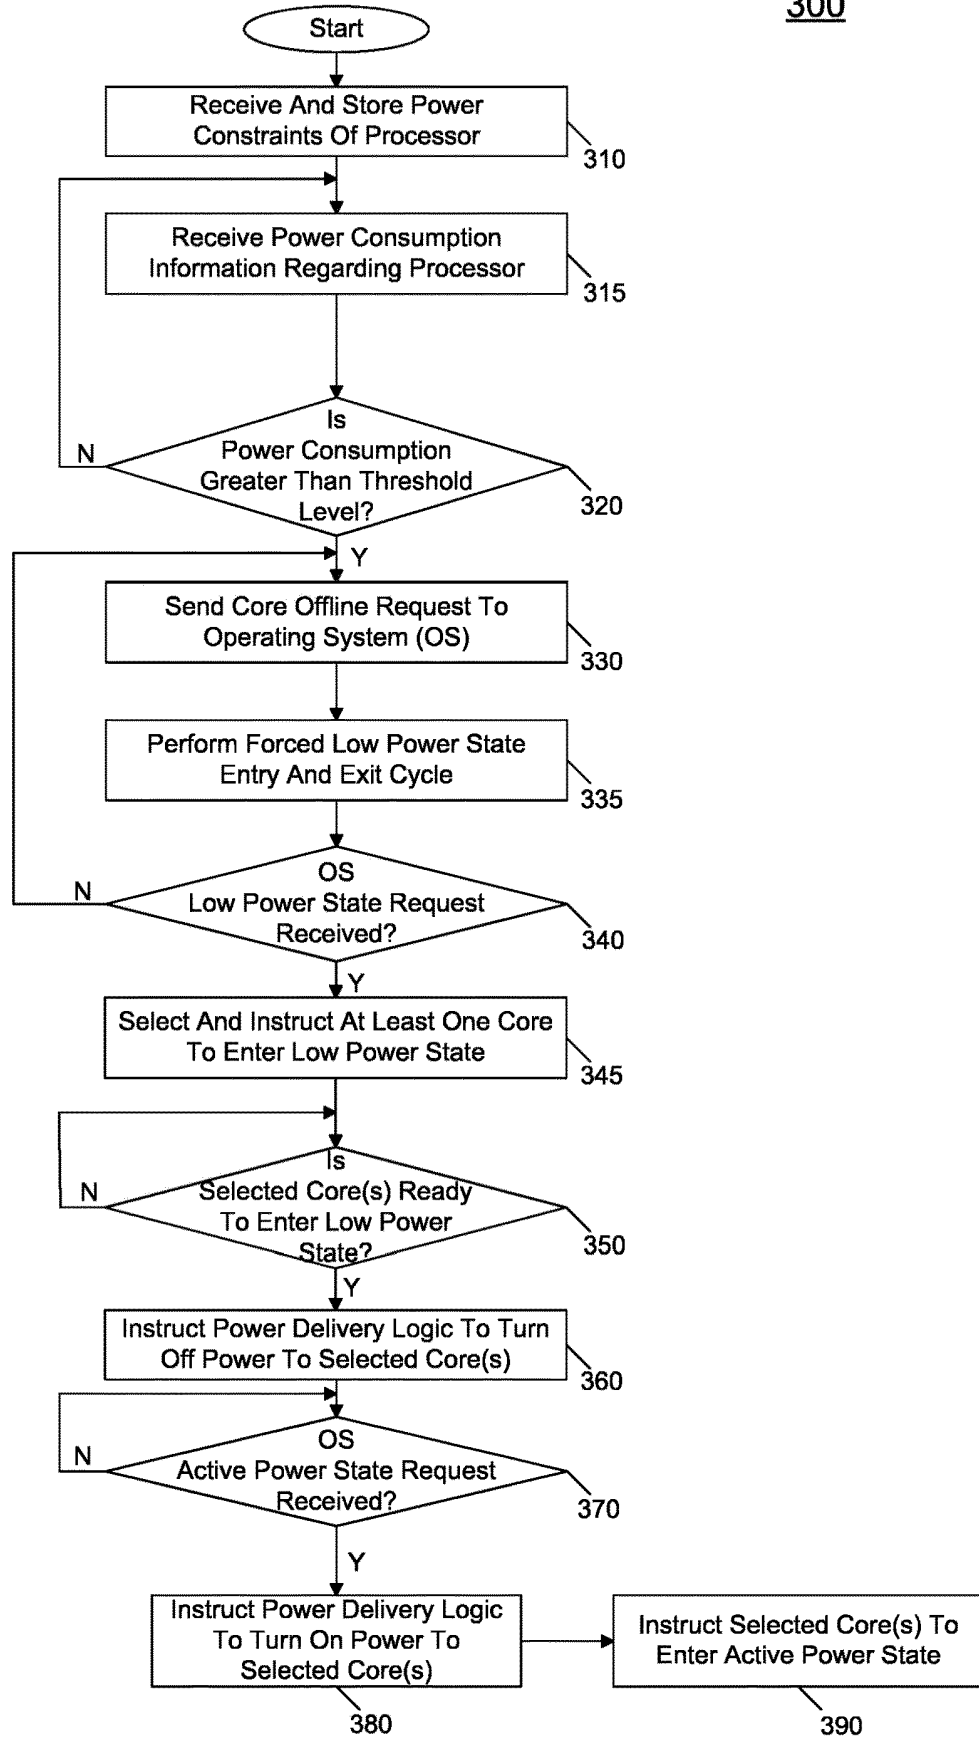 300
Start
Receive And Store Power
Constraints Of Processor
310
Receive Power Consumption
Information Regarding Processor
315
Is
Power Consumption
Greater Than Threshold
Level?
N
320
Y
Send Core Offline Request To
Operating System (OS)
330
Perform Forced Low Power State
Entry And Exit Cycle
335
OS
Low Power State Request
Received?
N
340
Y
Select And Instruct At Least One Core
To Enter Low Power State
345
Is
Selected Core(s) Ready
To Enter Low Power
State?
N
350
Y
Instruct Power Delivery Logic To Turn
Off Power To Selected Core(s)
360
OS
Active Power State Request
Received?
N
370
Y
Instruct Power Delivery Logic
To Turn On Power To
Selected Core(s)
380
Instruct Selected Core(s) To
Enter Active Power State
390